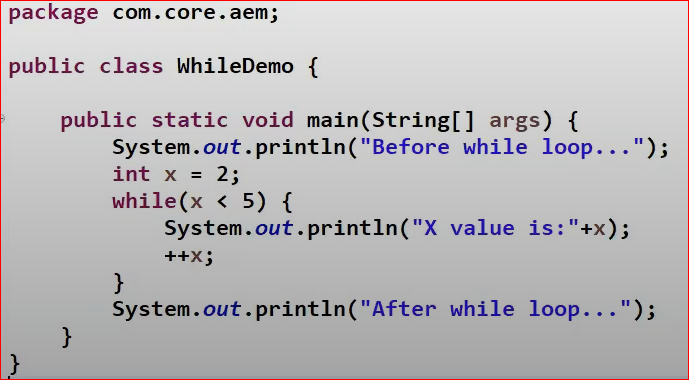 package com.core.aem;
public class WhileDemo {
public static void main(String[] args) {
System.out.println("Before while loop...");
int x = 2;
while(x < 5) {
System.out.println("X value is:"+x);
++x;
}
System.out.println("After while loop...");
}
}